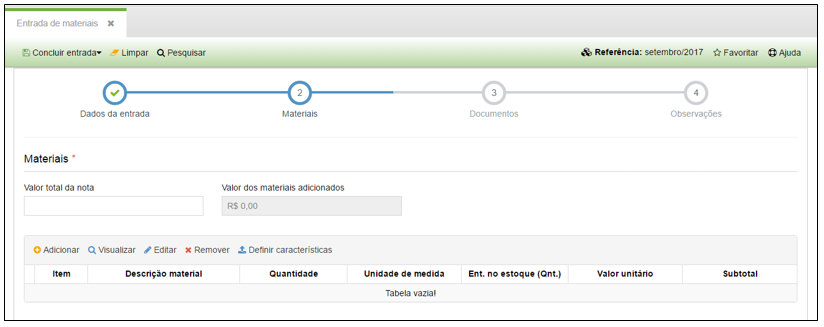 Entrada de materiais ×
Concluir entrada Limpar Pesquisar Referência: setembro/2017 Favoritar Ajuda
2 3 4
Dados da entrada Materiais Documentos Observações
Materiais *
Valor total da nota Valor dos materiais adicionados
R$ 0,00
Adicionar Visualizar Editar Remover Definir características
Item Descrição material Quantidade Unidade de medida Ent. no estoque (Qnt.) Valor unitário Subtotal
Tabela vazia!